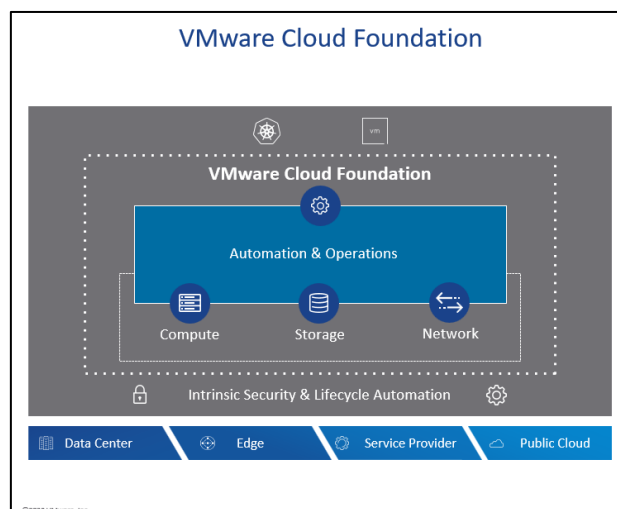 VMware Cloud Foundation
vm
VMware Cloud Foundation
Automation & Operations
Compute Storage Network
Intrinsic Security & Lifecycle Automation
Data Center Edge Service Provider Public Cloud